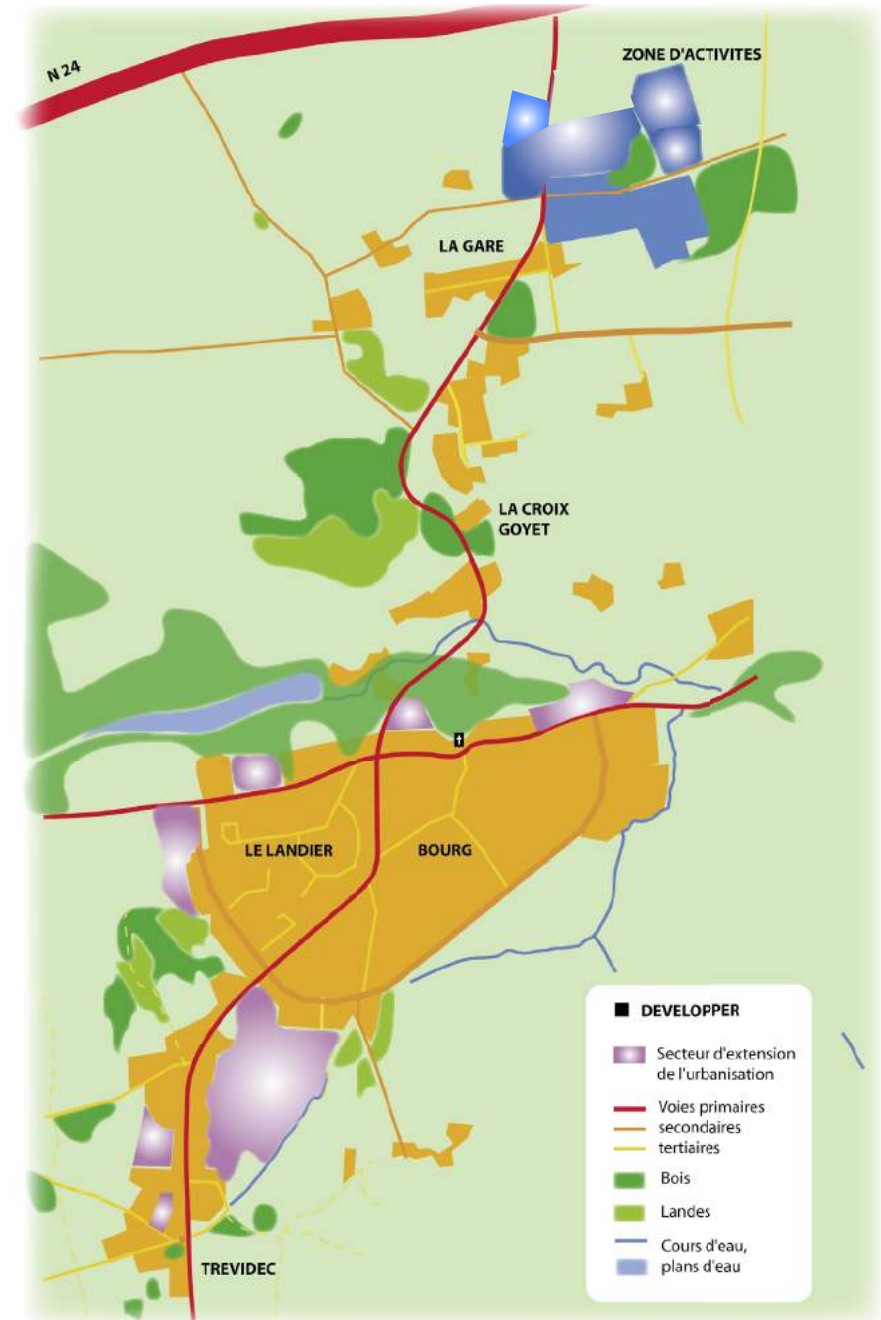 N 24
ZONE D'ACTIVITES
LA GARE
LA CROIX
GOYET
LE LANDIER
BOURG
TREVIDEC
DEVELOPPER
Secteur d'extension
de l'urbanisation
Voies primaires
secondaires
tertiaires
Bois
Landes
Cours d'eau,
plans d'eau